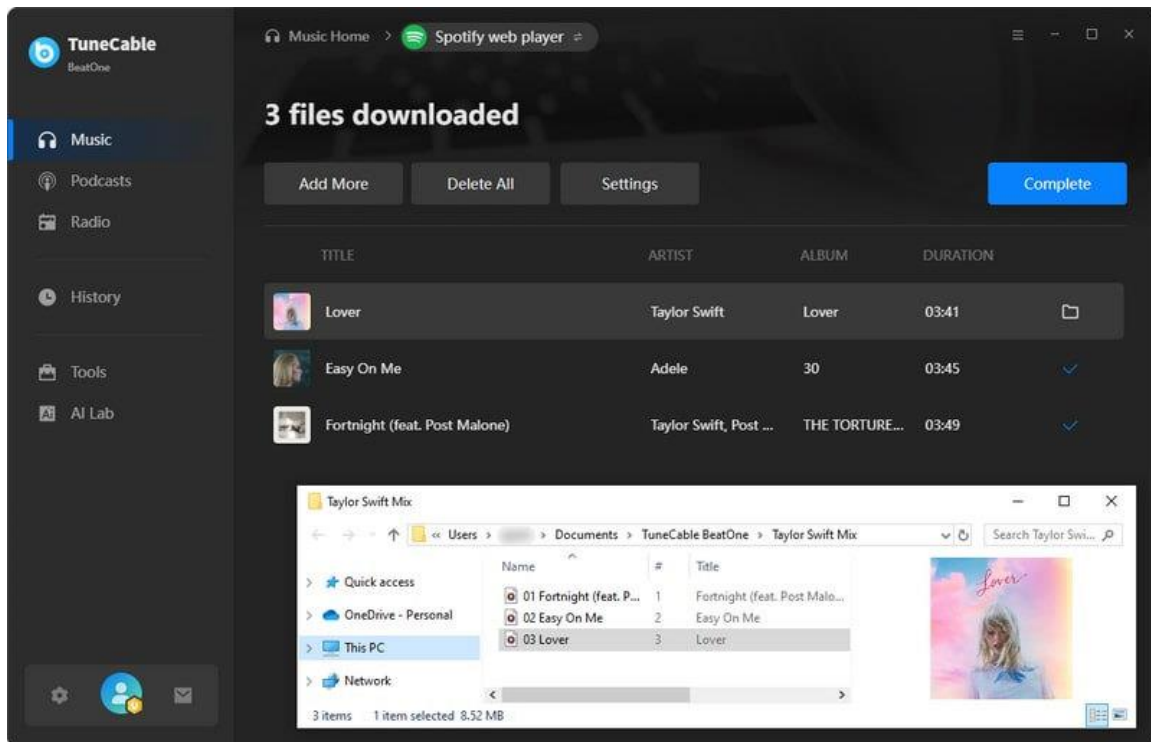 TuneCable
BeatOne
Music Home > Spotify web player
3 files downloaded
Music
Podcasts
Radio
History
Tools
AI Lab
Add More Delete All Settings Complete
TITLE ARTIST ALBUM DURATION
Lover Taylor Swift Lover 03:41
Easy On Me Adele 30 03:45
Fortnight (feat. Post Malone) Taylor Swift, Post ... THE TORTURE... 03:49
Taylor Swift Mix
« Users > > Documents > TuneCable BeatOne > Taylor Swift Mix
Search Taylor Swi...
Quick access
OneDrive - Personal
This PC
Network
Name # Title
01 Fortnight (feat. P... 1 Fortnight (feat. Post Malo...
02 Easy On Me 2 Easy On Me
03 Lover 3 Lover
Lover
3 items 1 item selected 8.52 MB